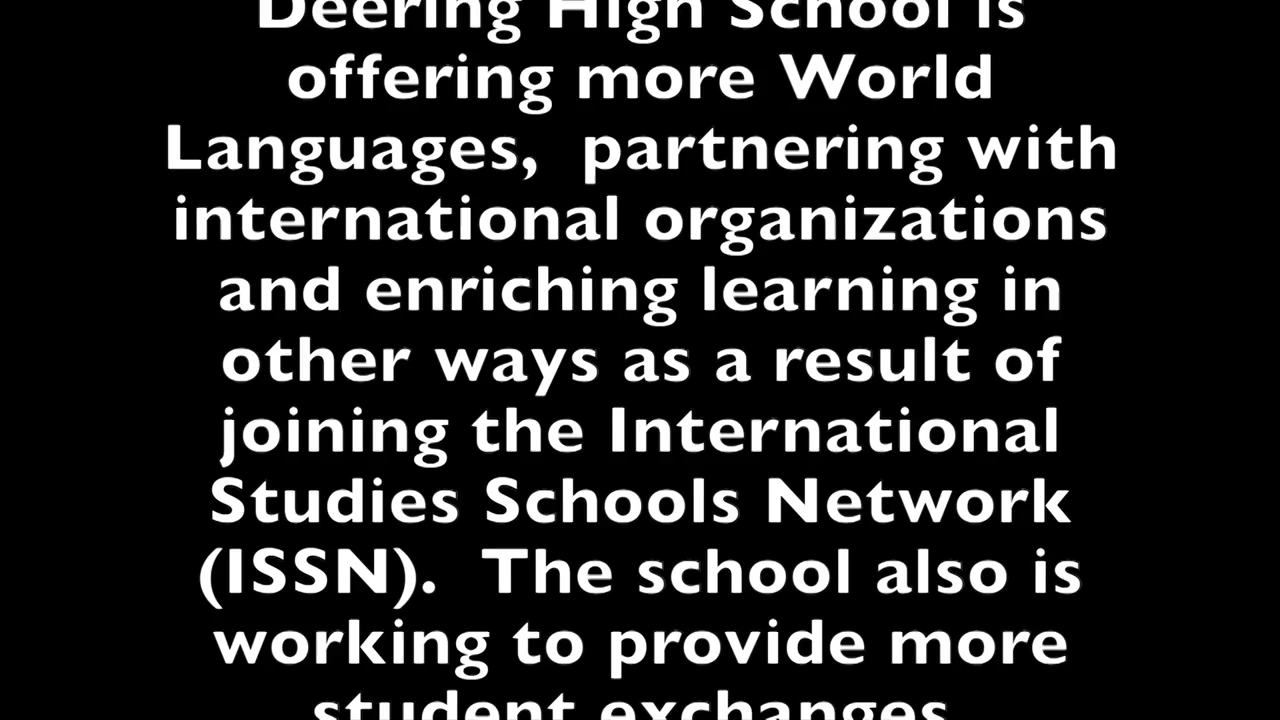 Deering High School is
offering more World
Languages,  partnering with
international organizations
and enriching learning in
other ways as a result of
joining the International
Studies Schools Network
(ISSN).  The school also is
working to provide more
student exchanges